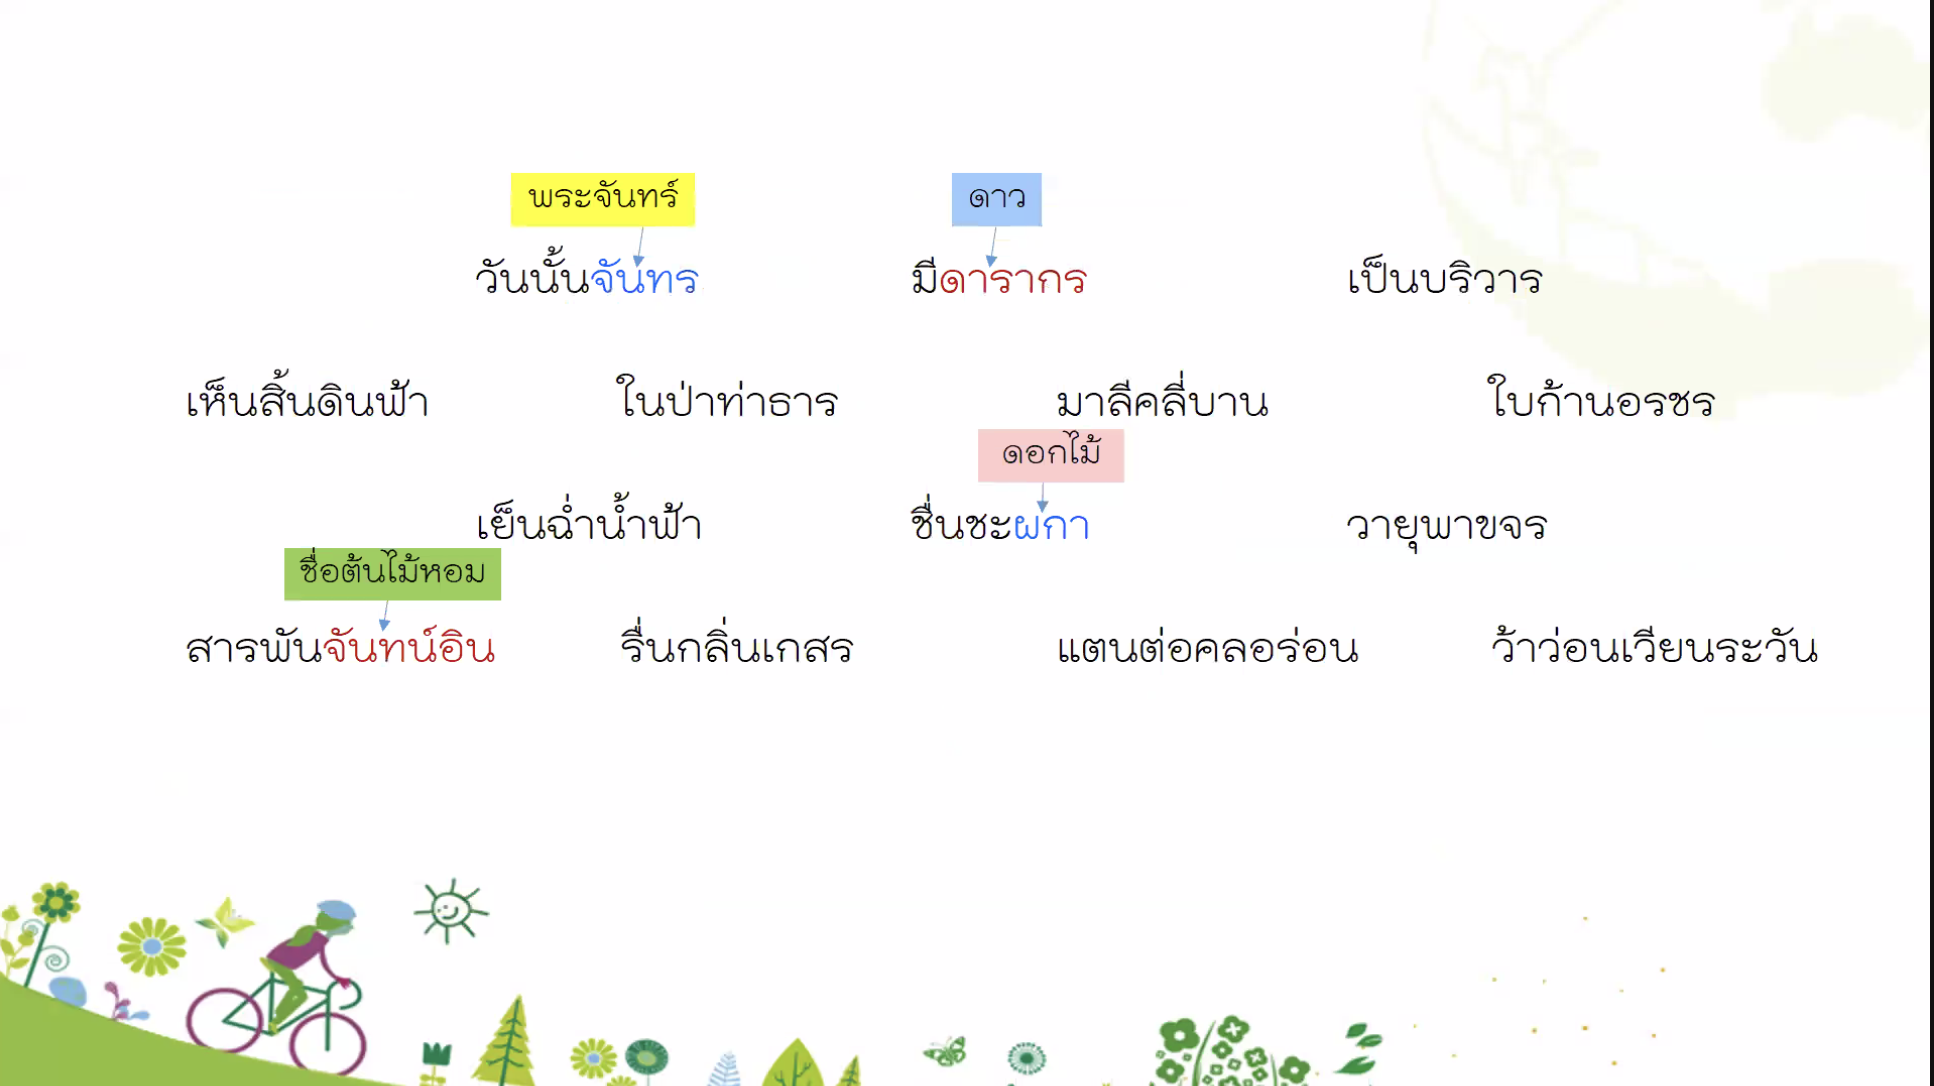 พระจันทร์ ดาว
วันนั้นจันทร มีดารากร เป็นบริวาร
เห็นสิ้นดินฟ้า ในป่าท่าธาร มาลีคลี่บาน ใบก้านอรชร
ดอกไม้
เย็นฉ่ำน้ำฟ้า ชื่นชะผกา วายุพาขจร
ชื่อต้นไม้หอม
สารพันจันทน์อิน รื่นกลิ่นเกสร แตนต่อคลอร่อน ว้าว่อนเวียนระวัน